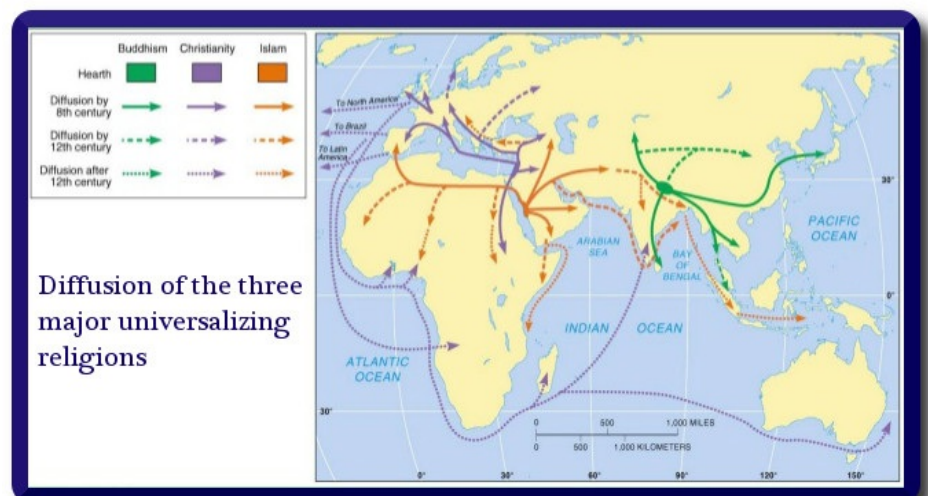 Buddhism Christianity Islam
Hearth
Diffusion by
8th century
Diffusion by
12th century
Diffusion after
12th century
Diffusion of the three
major universalizing
religions
To North America
To Brazil
To Latin
America
ARABIAN
SEA
BAY
OF
BENGAL
PACIFIC
OCEAN
INDIAN OCEAN
ATLANTIC
OCEAN
30°
0°
30°
0 500 1,000 MILES
0 500 1,000 KILOMETERS
0° 30° 60° 90° 120° 150°